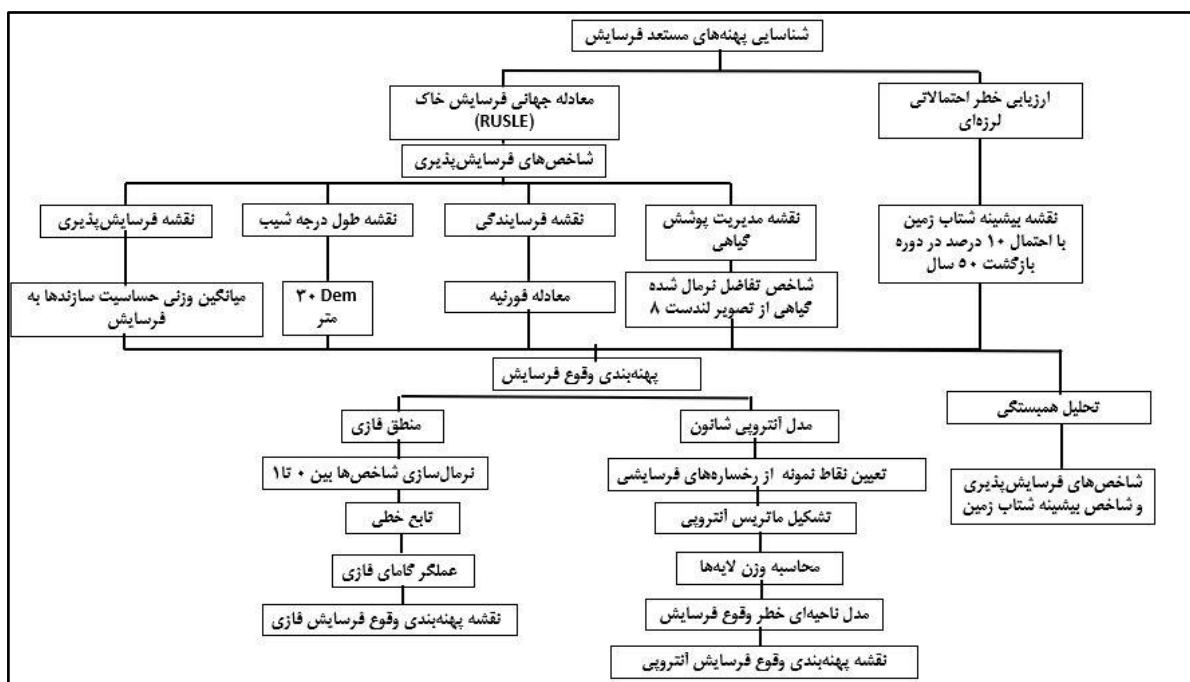 شناسایی پهنه‌های مستعد فرسایش
ارزیابی خطر احتمالاتی
لرزه‌ای
معادله جهانی فرسایش خاک
(RUSLE)
شاخص‌های فرسایش‌پذیری
نقشه بیشینه شتاب زمین
با احتمال ۱۰ درصد در دوره
بازگشت ۵۰ سال
نقشه مدیریت پوشش
گیاهی
نقشه فرسایندگی
نقشه طول درجه شیب
نقشه فرسایش‌پذیری
شاخص تفاضل نرمال شده
گیاهی از تصویر لندست ۸
معادله فورنیه
۳۰ Dem
متر
میانگین وزنی حساسیت سازندها به
فرسایش
پهنه‌بندی وقوع فرسایش
تحلیل همبستگی
شاخص‌های فرسایش‌پذیری
و شاخص بیشینه شتاب زمین
مدل آنتروپی شانون
تعیین نقاط نمونه از رخساره‌های فرسایشی
تشکیل ماتریس آنتروپی
محاسبه وزن لایه‌ها
مدل ناحیه‌ای خطر وقوع فرسایش
نقشه پهنه‌بندی وقوع فرسایش آنتروپی
منطق فازی
نرمال‌سازی شاخص‌ها بین ۰ تا۱
تابع خطی
عملگر گامای فازی
نقشه پهنه‌بندی وقوع فرسایش فازی